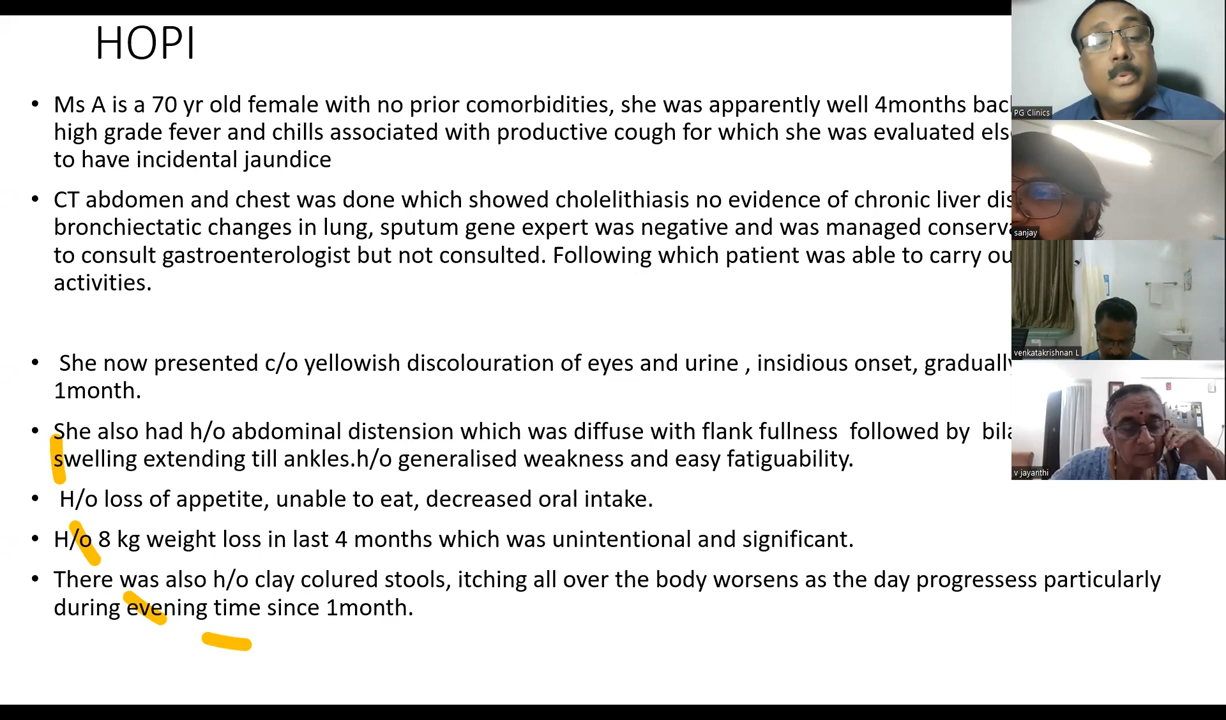 HOPI
• Ms A is a 70 yr old female with no prior comorbidities, she was apparently well 4months
high grade fever and chills associated with productive cough for which she was evaluated
to have incidental jaundice
• CT abdomen and chest was done which showed cholelithiasis no evidence of chronic liver
bronchiectatic changes in lung, sputum gene expert was negative and was managed
to consult gastroenterologist but not consulted. Following which patient was able to carry
activities.
• She now presented c/o yellowish discolouration of eyes and urine , insidious onset,
1month.
• She also had h/o abdominal distension which was diffuse with flank fullness followed by
swelling extending till ankles.h/o generalised weakness and easy fatiguability.
• H/o loss of appetite, unable to eat, decreased oral intake.
• H/o 8 kg weight loss in last 4 months which was unintentional and significant.
• There was also h/o clay colured stools, itching all over the body worsens as the day progressess particularly
during evening time since 1month.
PG Clinics
sanjay
venkatakrishnan L
v jayanthi